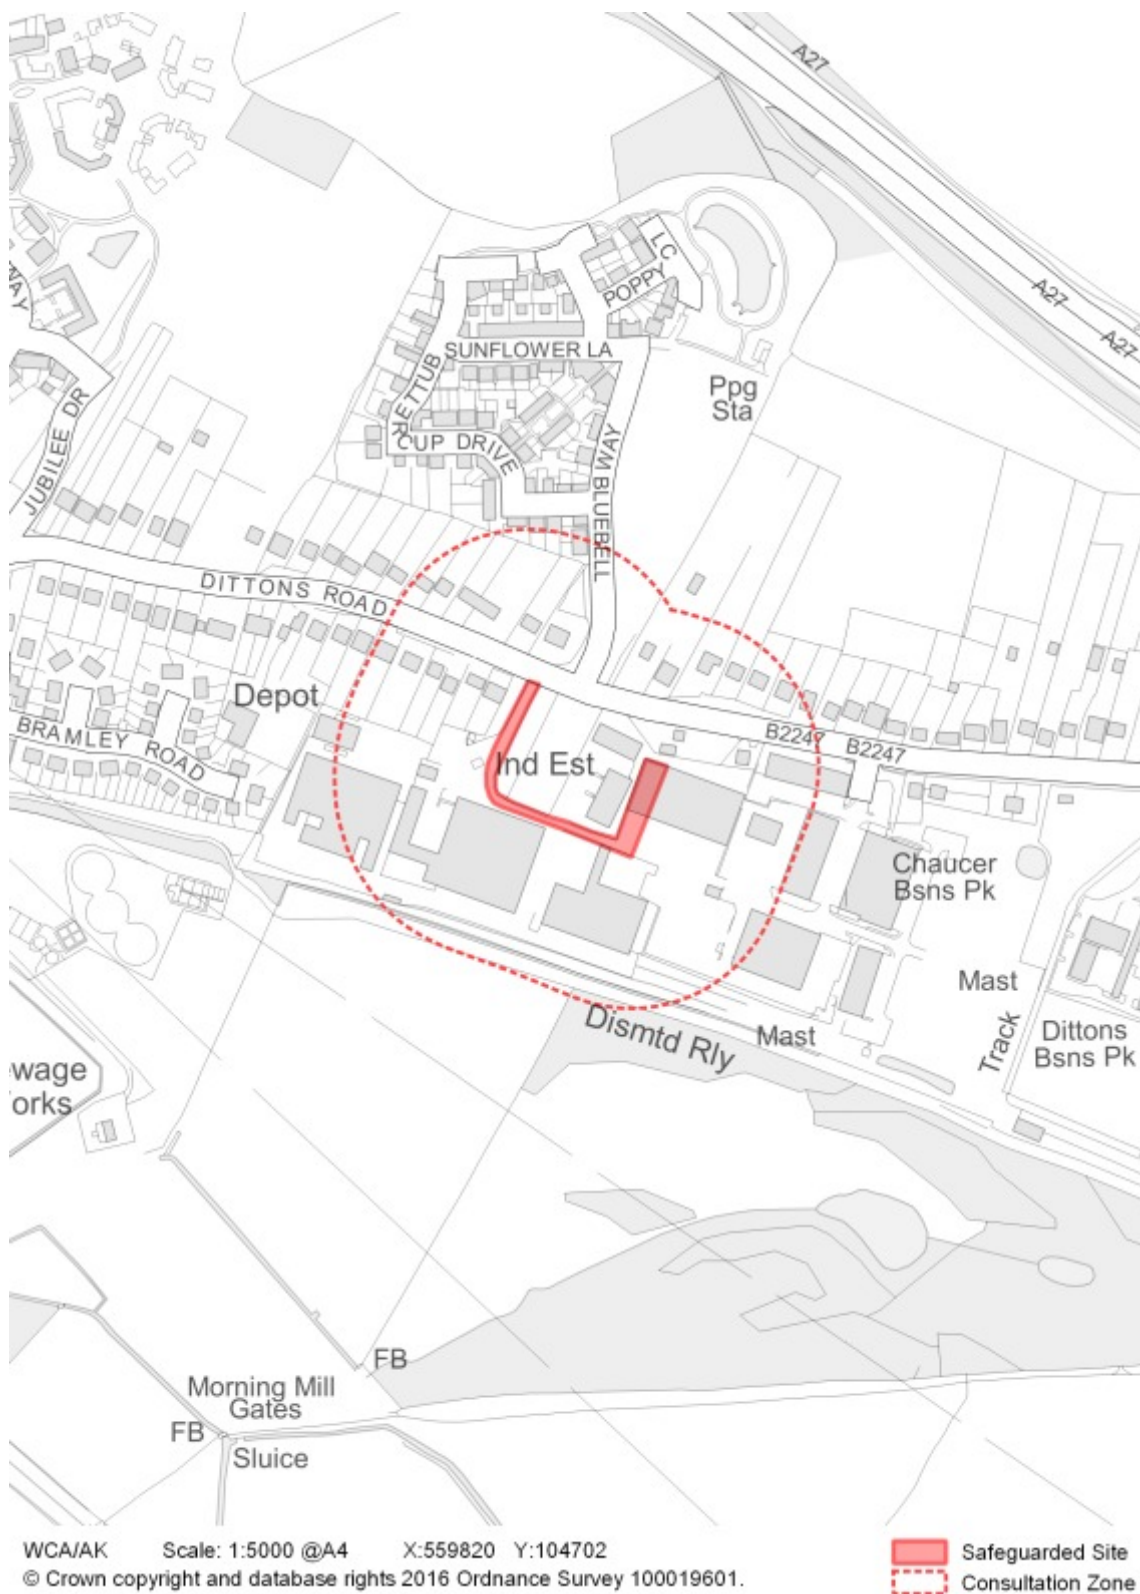 A27
A27
A27
LC
POPPY
WAY
SUNFLOWER LA
RETTUB
CUP DRIVE
JUBILEE DR
Ppg
Sta
BLUEBELL WAY
DITTONS ROAD
Depot
BRAMLEY ROAD
Ind Est
B2247
B2247
Chaucer
Bsns Pk
Mast
Dismtd Rly
Mast
Track
Dittons
Bsns Pk
wage
orks
FB
Morning Mill
Gates
FB
Sluice
WCA/AK Scale: 1:5000 @A4 X:559820 Y:104702
© Crown copyright and database rights 2016 Ordnance Survey 100019601.
Safeguarded Site
Consultation Zone